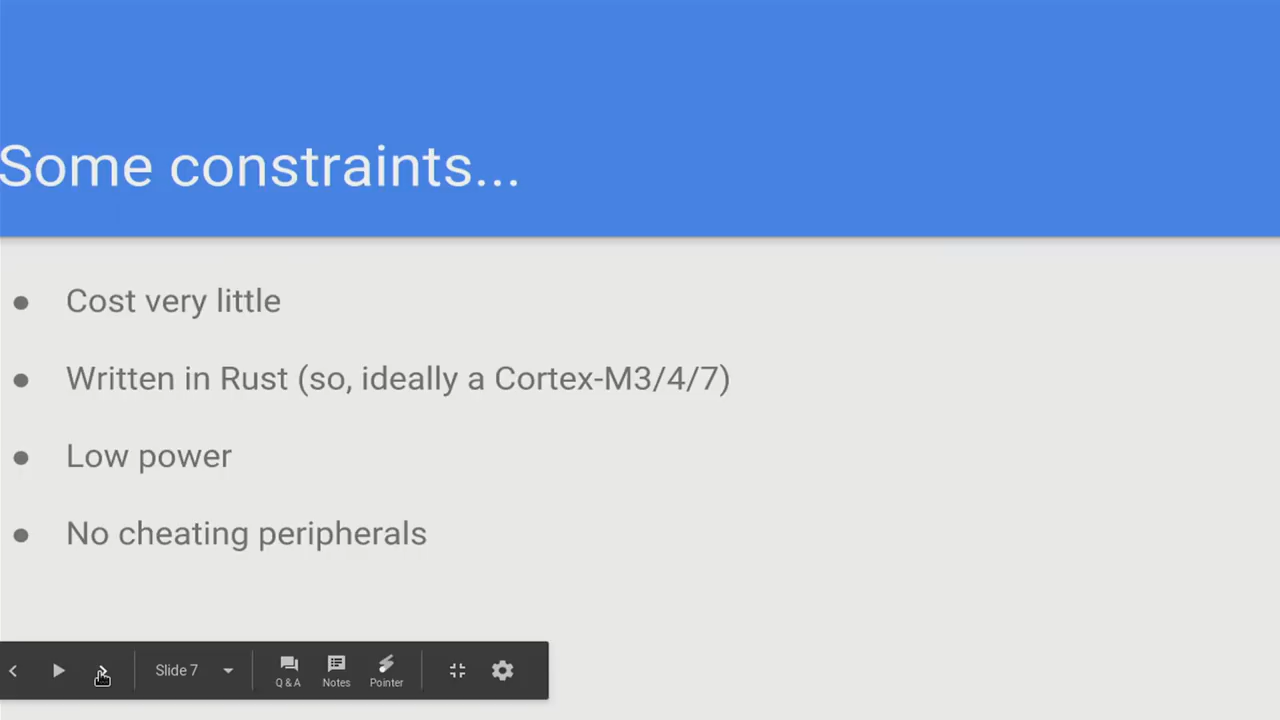 Some constraints...
● Cost very little
● Written in Rust (so, ideally a Cortex-M3/4/7)
● Low power
● No cheating peripherals
Slide 7
Q & A
Notes
Pointer